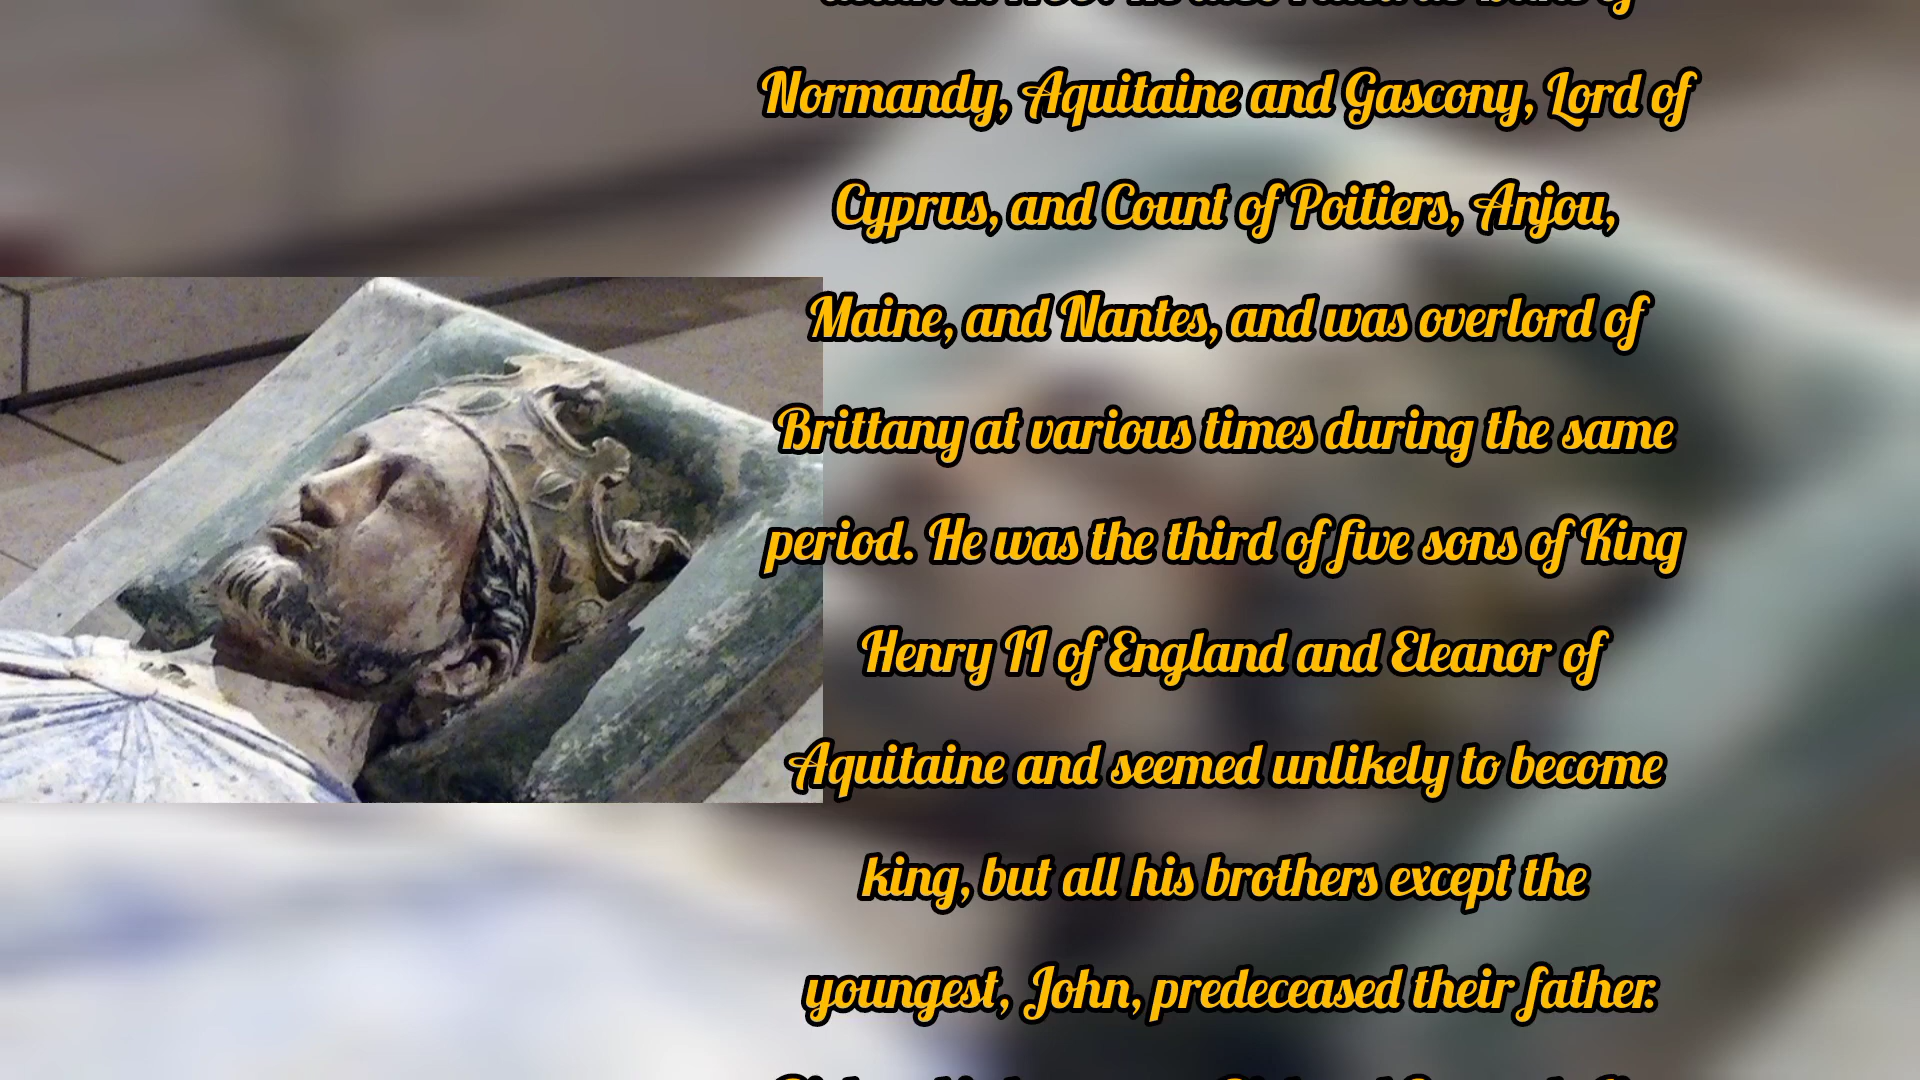 Normandy, Aquitaine and Gascony, Lord of
Cyprus, and Count of Poitiers, Anjou,
Maine, and Nantes, and was overlord of
Brittany at various times during the same
period. He was the third of five sons of King
Henry II of England and Eleanor of
Aquitaine and seemed unlikely to become
king, but all his brothers except the
youngest, John, predeceased their father.